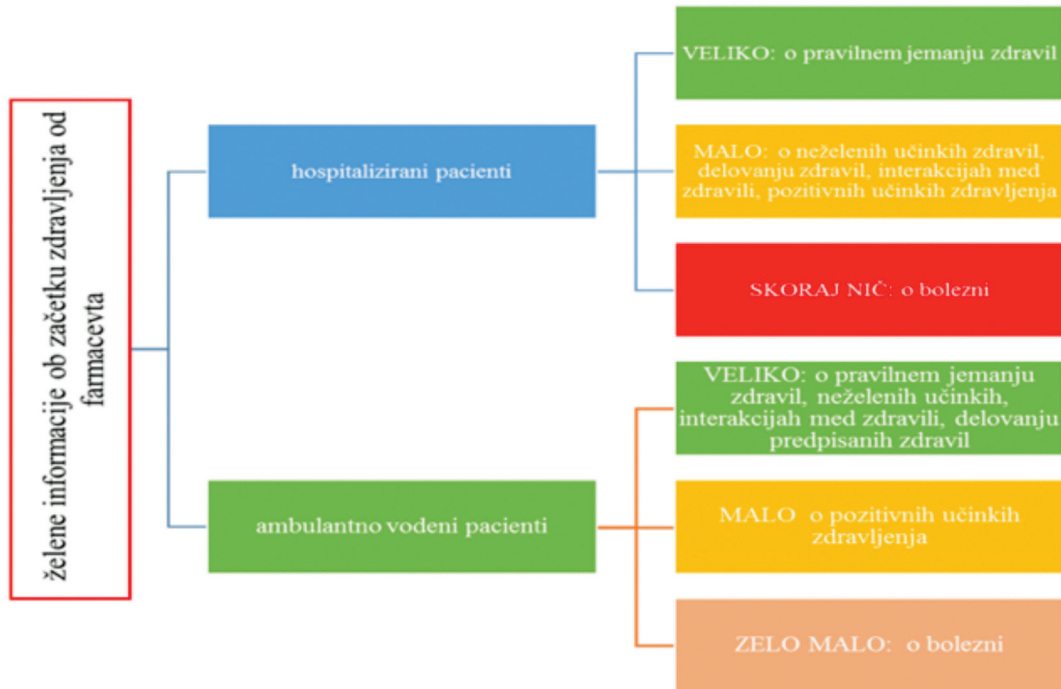 želene informacije ob začetku zdravljenja od
farmacevta
hospitalizirani pacienti
VELIKO: o pravilnem jemanju zdravil
MALO: o neželenih učinkih zdravil,
delovanju zdravil, interakcijah med
zdravili, pozitivnih učinkih zdravljenja
SKORAJ NIČ: o bolezni
ambulantno vodeni pacienti
VELIKO: o pravilnem jemanju
zdravil, neželenih učinkih,
interakcijah med zdravili, delovanju
predpisanih zdravil
MALO o pozitivnih učinkih
zdravljenja
ZELO MALO: o bolezni